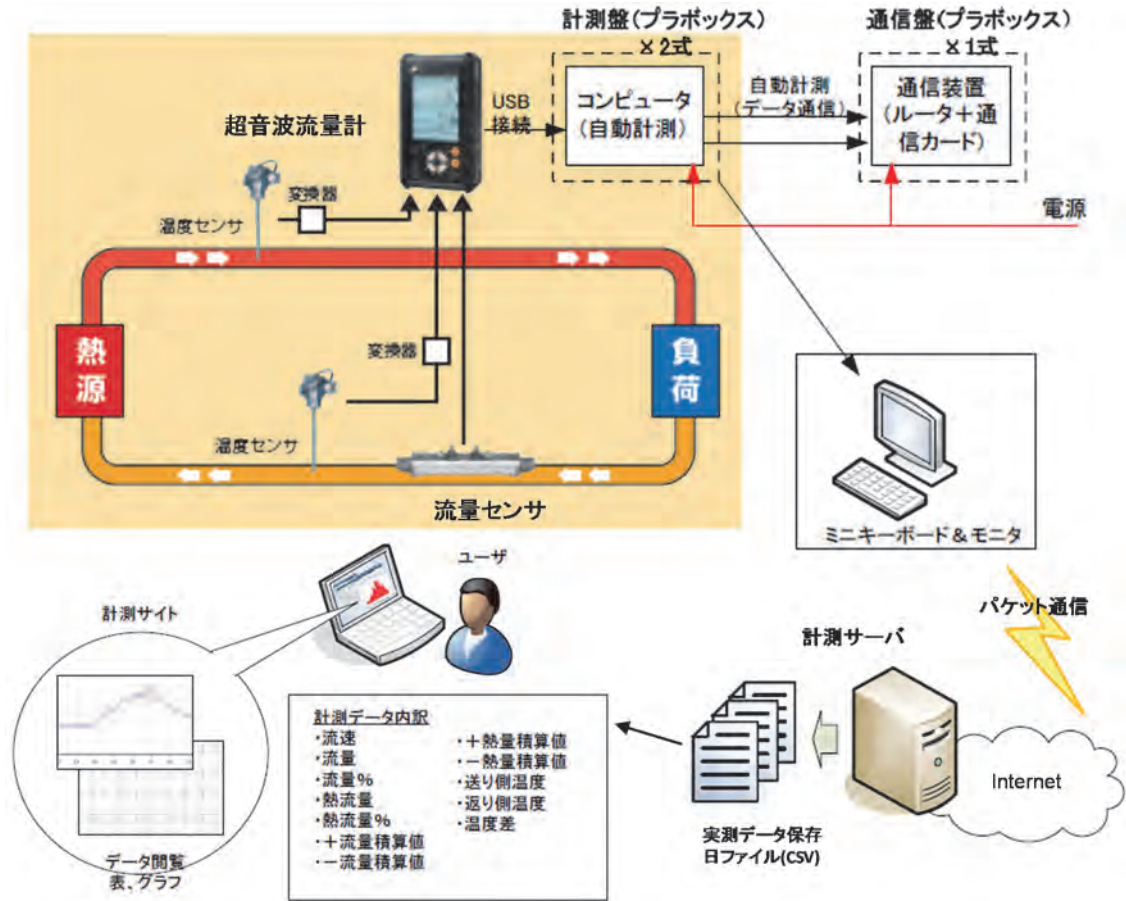 計測盤(プラボックス)
×2式
通信盤(プラボックス)
×1式
超音波流量計
USB
接続
コンピュータ
(自動計測)
自動計測
(データ通信)
通信装置
(ルータ＋通
信カード)
変換器
温度センサ
電源
熱源
変換器
負荷
温度センサ
流量センサ
ミニキーボード＆モニタ
ユーザ
計測サイト
パケット通信
計測サーバ
計測データ内訳
・流速
・流量
・流量%
・熱流量
・熱流量%
・＋流量積算値
・－流量積算値
・＋熱量積算値
・－熱量積算値
・送り側温度
・返り側温度
・温度差
Internet
実測データ保存
日ファイル(CSV)
データ閲覧
表、グラフ